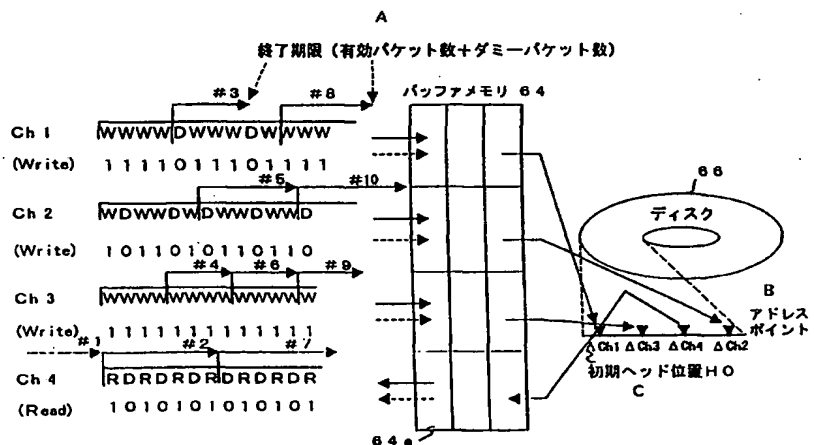 A
終了期限（有効パケット数＋ダミーパケット数）
#3 #8
バッファメモリ 64
Ch 1 WWWWDWWWDWWWW
(Write) 1111011101111
#5 #10
Ch 2 WDWWDWDWWDWWD
(Write) 1011010110110
#4 #6 #9
Ch 3 WWWWWWWWWWWWW
(Write) 1111111111111
#1 #2 #7
Ch 4 RDRDRDRDRDRDR
(Read) 1010101010101
64a
66
ディスク
B
アドレス
ポイント
ΔCh1 ΔCh3 ΔCh4 ΔCh2
初期ヘッド位置HO
C